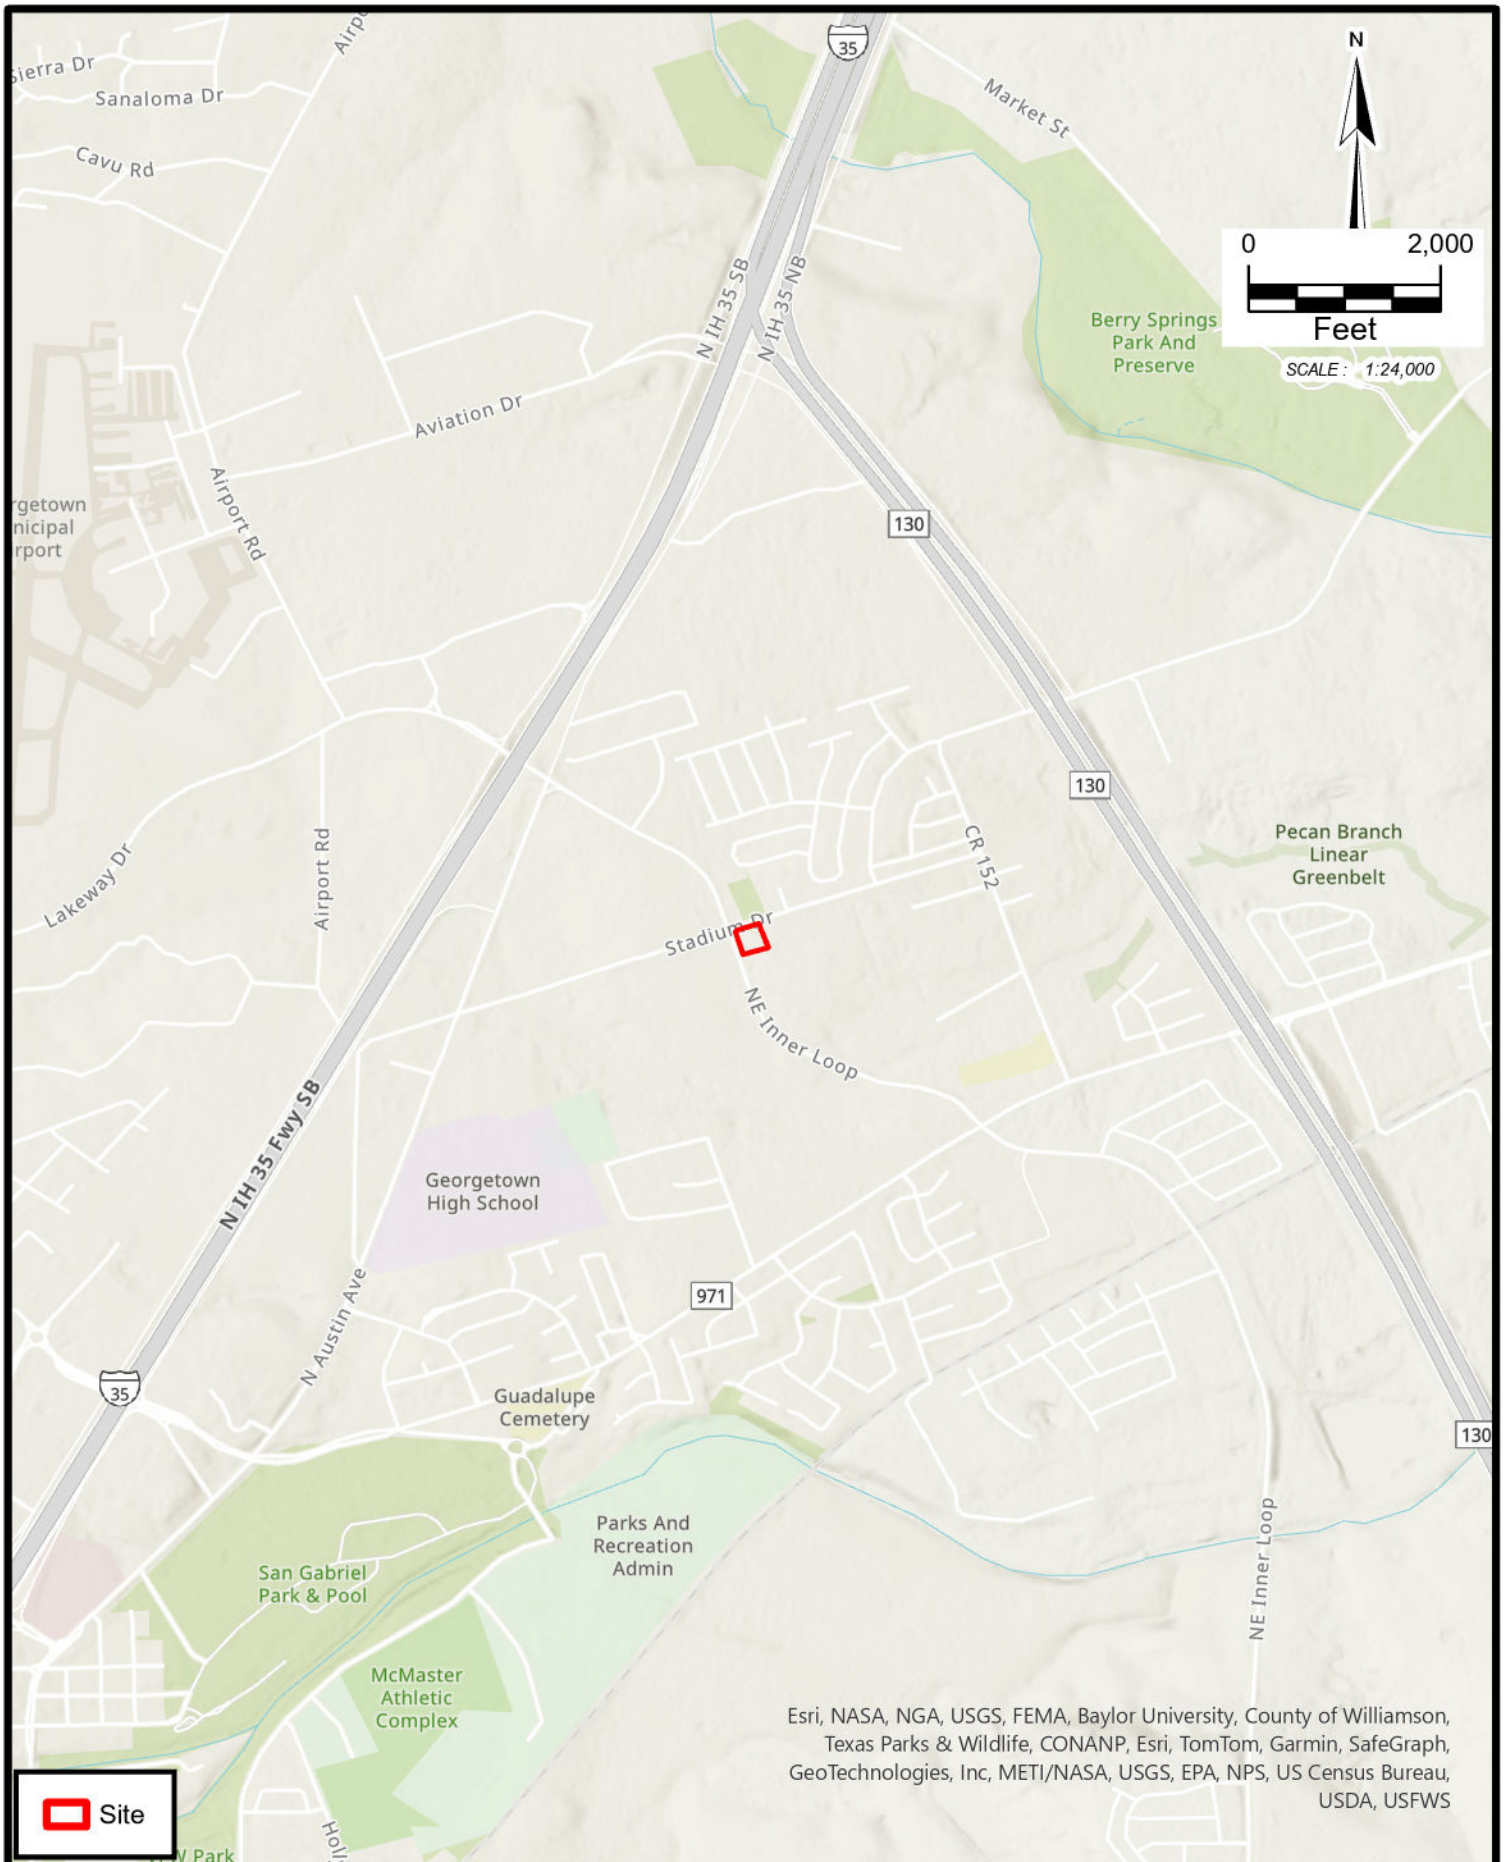 35
N
Airpo
Sierra Dr
Sanaloma Dr
Market St
Cavu Rd
0 2,000
Feet
SCALE : 1:24,000
N IH 35 SB
N IH 35 NB
Berry Springs
Park And
Preserve
Aviation Dr
Airport Rd
rgetown
nicipal
irport
130
130
CR 152
Pecan Branch
Linear
Greenbelt
Lakeway Dr
Airport Rd
Stadium Dr
NE Inner Loop
N IH 35 Fwy SB
Georgetown
High School
971
N Austin Ave
35
Guadalupe
Cemetery
130
Parks And
Recreation
Admin
San Gabriel
Park & Pool
NE Inner Loop
McMaster
Athletic
Complex
Esri, NASA, NGA, USGS, FEMA, Baylor University, County of Williamson,
Texas Parks & Wildlife, CONANP, Esri, TomTom, Garmin, SafeGraph,
GeoTechnologies, Inc, METI/NASA, USGS, EPA, NPS, US Census Bureau,
USDA, USFWS
Site
Holl
W Park